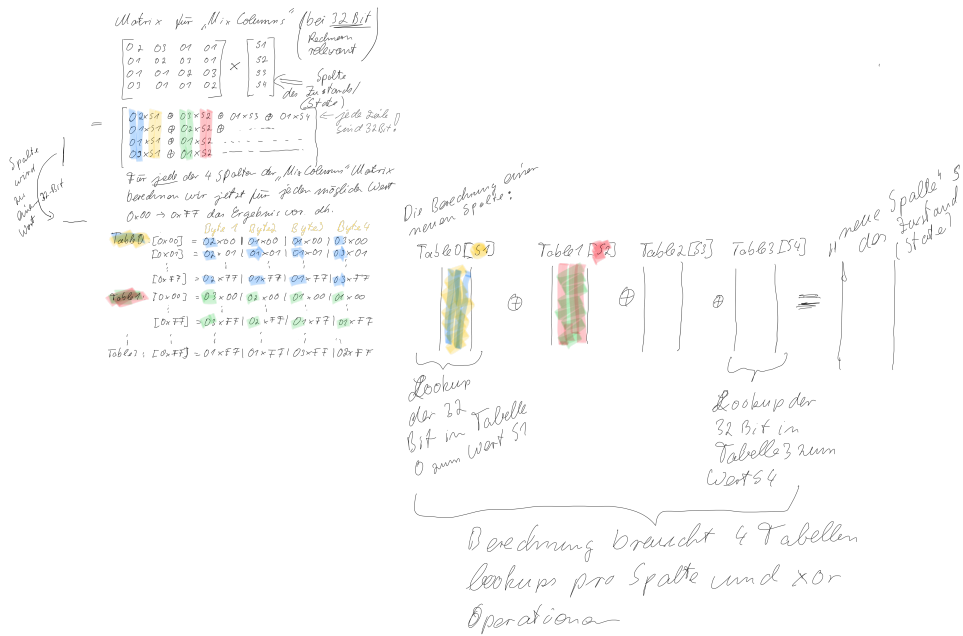 Matrix für „Mix Columns"
(bei 32 Bit
Rechnern
relevant
02 03 01 01
01 02 03 01
01 01 02 03
03 01 01 02
×
S1
S2
S3
S4
Spalte
des Zustands/
(State)
=
02×S1 ⊕ 03×S2 ⊕ 01×S3 ⊕ 01×S4
01×S1 ⊕ 02×S2 ⊕
01×S1 ⊕ 01×S2
03×S1 ⊕ 01×S2
jede Zeile
sind 32Bit!
Spalte
wird
zu
32-Bit
Wort
Für jede der 4 Spalten der „MixColumns" Matrix
berechnen wir jetzt für jeden möglichen Wert
0x00 → 0xFF das Ergebnis vor dh.
Byte 1 Byte2 Byte3 Byte 4
Table0: [0x00] = 02×00 | 01×00 | 01×00 | 03×00
[0x01] = 02×01 | 01×01 | 01×01 | 03×01
[0xFF] = 02×FF | 01×FF | 01×FF | 03×FF
Table1: [0x00] = 03×00 | 02×00 | 01×00 | 01×00
[0xFF] = 03×FF | 02×FF | 01×FF | 01×FF
[0xFF] = 01×FF | 01×FF | 03×FF | 02×FF
Die Berechnung einer
neuen Spalte:
Table0[S1] Table1[S2] Table2[S3] Table3[S4]
⊕ ⊕ ⊕ =
„neue Spalte"
des Zustand
(State)
Lookup
der 32
Bit in Tabelle
0 zum Wert S1
Lookup der
32 Bit in
Tabelle 3 zum
Wert S4
Berechnung braucht 4 Tabellen
lookups pro Spalte und xor
Operationen